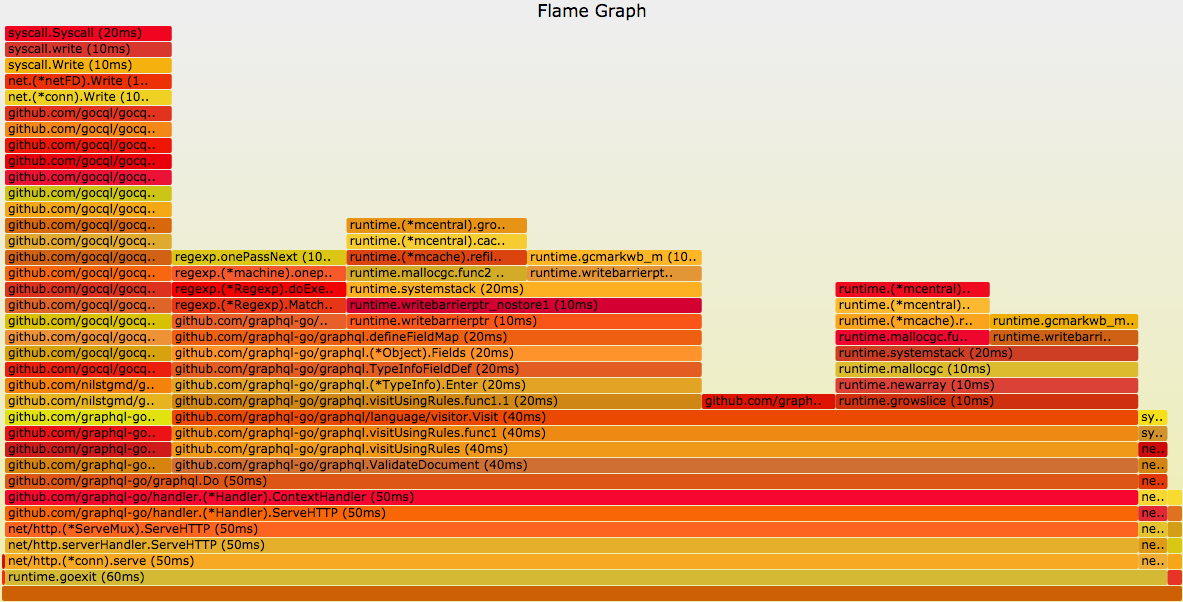 Flame Graph
syscall.Syscall (20ms)
syscall.write (10ms)
syscall.Write (10ms)
net.(*netFD).Write (1..
net.(*conn).Write (10..
github.com/gocql/gocq..
github.com/gocql/gocq..
github.com/gocql/gocq..
github.com/gocql/gocq..
github.com/gocql/gocq..
github.com/gocql/gocq..
github.com/gocql/gocq..
github.com/gocql/gocq.. runtime.(*mcentral).gro..
github.com/gocql/gocq.. runtime.(*mcentral).cac..
github.com/gocql/gocq.. regexp.onePassNext (10.. runtime.(*mcache).refil.. runtime.gcmarkwb_m (10..
github.com/gocql/gocq.. regexp.(*machine).onep.. runtime.mallocgc.func2 .. runtime.writebarrierpt..
github.com/gocql/gocq.. regexp.(*Regexp).doExe.. runtime.systemstack (20ms) runtime.(*mcentral)..
github.com/gocql/gocq.. regexp.(*Regexp).Match.. runtime.writebarrierptr_nostore1 (10ms) runtime.(*mcentral)..
github.com/gocql/gocq.. github.com/graphql-go/.. runtime.writebarrierptr (10ms) runtime.(*mcache).r.. runtime.gcmarkwb_m..
github.com/gocql/gocq.. github.com/graphql-go/graphql.defineFieldMap (20ms) runtime.mallocgc.fu.. runtime.writebarri..
github.com/gocql/gocq.. github.com/graphql-go/graphql.(*Object).Fields (20ms) runtime.systemstack (20ms)
github.com/gocql/gocq.. github.com/graphql-go/graphql.TypeInfoFieldDef (20ms) runtime.mallocgc (10ms)
github.com/nilstgmd/g.. github.com/graphql-go/graphql.(*TypeInfo).Enter (20ms) runtime.newarray (10ms)
github.com/nilstgmd/g.. github.com/graphql-go/graphql.visitUsingRules.func1.1 (20ms) github.com/graph.. runtime.growslice (10ms)
github.com/graphql-go.. github.com/graphql-go/graphql/language/visitor.Visit (40ms) sy..
github.com/graphql-go.. github.com/graphql-go/graphql.visitUsingRules.func1 (40ms) sy..
github.com/graphql-go.. github.com/graphql-go/graphql.visitUsingRules (40ms) ne..
github.com/graphql-go.. github.com/graphql-go/graphql.ValidateDocument (40ms) ne..
github.com/graphql-go/graphql.Do (50ms) ne..
github.com/graphql-go/handler.(*Handler).ContextHandler (50ms) ne..
github.com/graphql-go/handler.(*Handler).ServeHTTP (50ms) ne..
net/http.(*ServeMux).ServeHTTP (50ms) ne..
net/http.serverHandler.ServeHTTP (50ms) ne..
net/http.(*conn).serve (50ms) ne..
runtime.goexit (60ms)